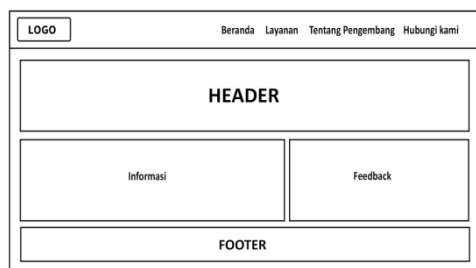 LOGO Beranda Layanan Tentang Pengembang Hubungi kami
HEADER
Informasi Feedback
FOOTER